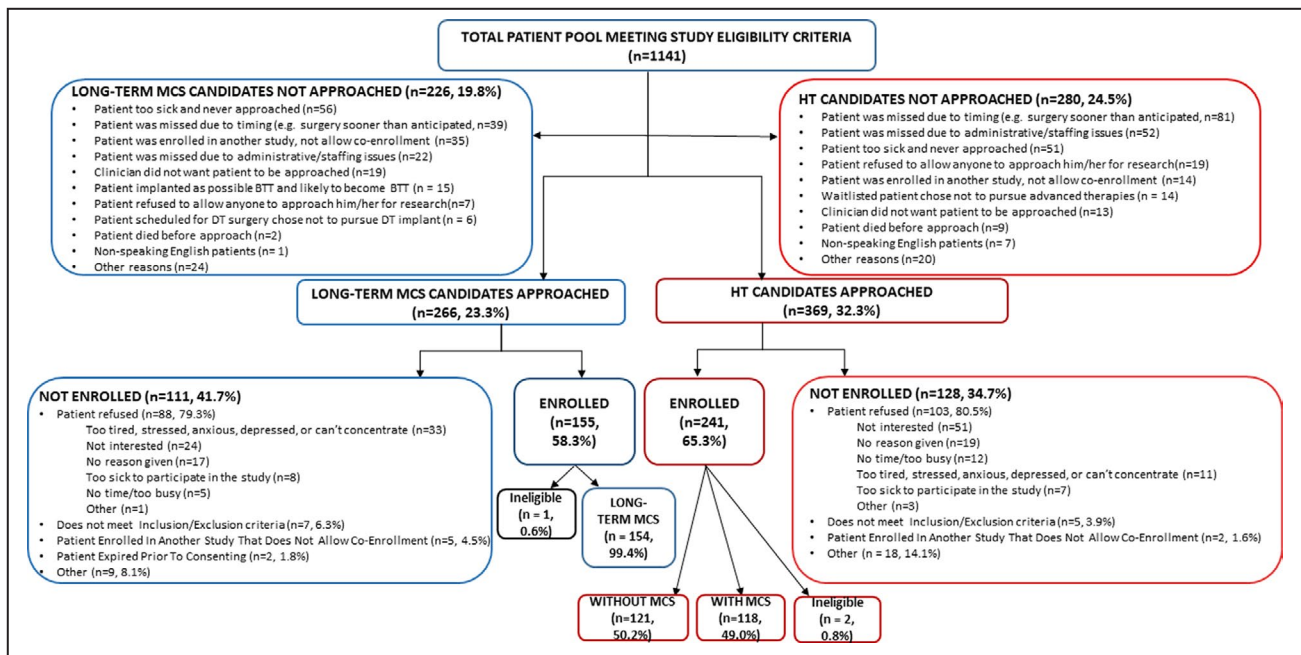 TOTAL PATIENT POOL MEETING STUDY ELIGIBILITY CRITERIA
(n=1141)
LONG-TERM MCS CANDIDATES NOT APPROACHED (n=226, 19.8%)
• Patient too sick and never approached (n=56)
• Patient was missed due to timing (e.g. surgery sooner than anticipated, n=39)
• Patient was enrolled in another study, not allow co-enrollment (n=35)
• Patient was missed due to administrative/staffing issues (n=22)
• Clinician did not want patient to be approached (n=19)
• Patient implanted as possible BTT and likely to become BTT (n = 15)
• Patient refused to allow anyone to approach him/her for research(n=7)
• Patient scheduled for DT surgery chose not to pursue DT implant (n = 6)
• Patient died before approach (n=2)
• Non-speaking English patients (n= 1)
• Other reasons (n=24)
HT CANDIDATES NOT APPROACHED (n=280, 24.5%)
• Patient was missed due to timing (e.g. surgery sooner than anticipated, n=81)
• Patient was missed due to administrative/staffing issues (n=52)
• Patient too sick and never approached (n=51)
• Patient refused to allow anyone to approach him/her for research(n=19)
• Patient was enrolled in another study, not allow co-enrollment (n=14)
• Waitlisted patient chose not to pursue advanced therapies (n = 14)
• Clinician did not want patient to be approached (n=13)
• Patient died before approach (n=9)
• Non-speaking English patients (n= 7)
• Other reasons (n=20)
LONG-TERM MCS CANDIDATES APPROACHED
(n=266, 23.3%)
HT CANDIDATES APPROACHED
(n=369, 32.3%)
NOT ENROLLED (n=111, 41.7%)
• Patient refused (n=88, 79.3%)
Too tired, stressed, anxious, depressed, or can't concentrate (n=33)
Not interested (n=24)
No reason given (n=17)
Too sick to participate in the study (n=8)
No time/too busy (n=5)
Other (n=1)
• Does not meet Inclusion/Exclusion criteria (n=7, 6.3%)
• Patient Enrolled In Another Study That Does Not Allow Co-Enrollment (n=5, 4.5%)
• Patient Expired Prior To Consenting (n=2, 1.8%)
• Other (n=9, 8.1%)
ENROLLED
(n=155,
58.3%)
ENROLLED
(n=241,
65.3%)
NOT ENROLLED (n=128, 34.7%)
• Patient refused (n=103, 80.5%)
Not interested (n=51)
No reason given (n=19)
No time/too busy (n=12)
Too tired, stressed, anxious, depressed, or can't concentrate (n=11)
Too sick to participate in the study (n=7)
Other (n=3)
• Does not meet Inclusion/Exclusion criteria (n=5, 3.9%)
• Patient Enrolled In Another Study That Does Not Allow Co-Enrollment (n=2, 1.6%)
• Other (n = 18, 14.1%)
Ineligible
(n = 1,
0.6%)
LONG-
TERM MCS
(n = 154,
99.4%)
WITHOUT MCS
(n=121,
50.2%)
WITH MCS
(n=118,
49.0%)
Ineligible
(n = 2,
0.8%)